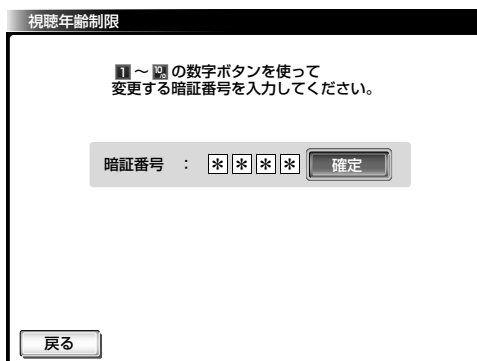 視聴年齢制限
1 ～ 10 の数字ボタンを使って
変更する暗証番号を入力してください。
暗証番号 : ＊＊＊＊ 確定
戻る